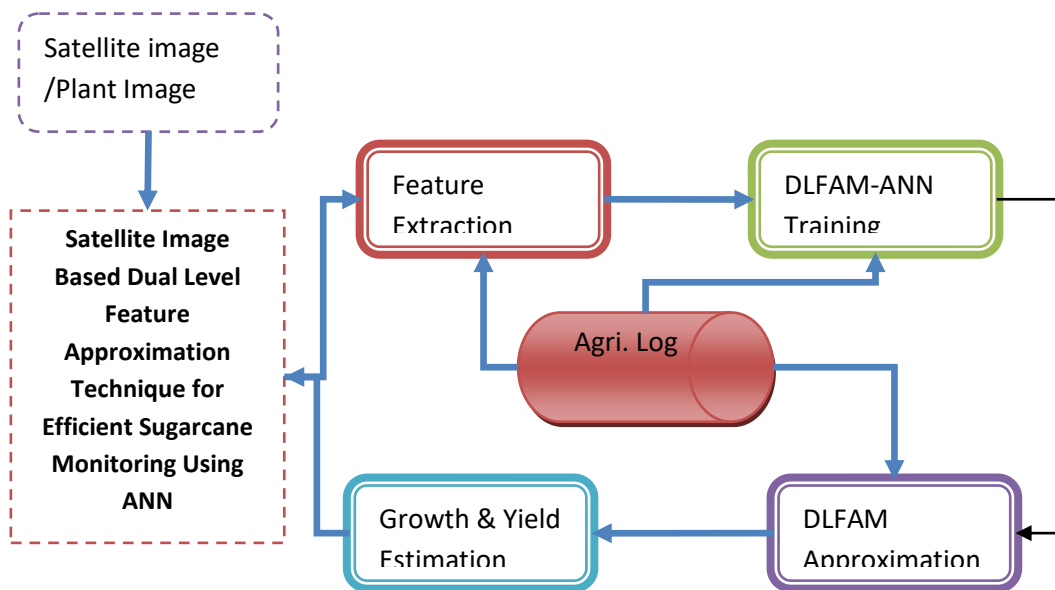 Satellite image
/Plant Image
Satellite Image
Based Dual Level
Feature
Approximation
Technique for
Efficient Sugarcane
Monitoring Using
ANN
Feature
Extraction
DLFAM-ANN
Training
Agri. Log
Growth & Yield
Estimation
DLFAM
Approximation